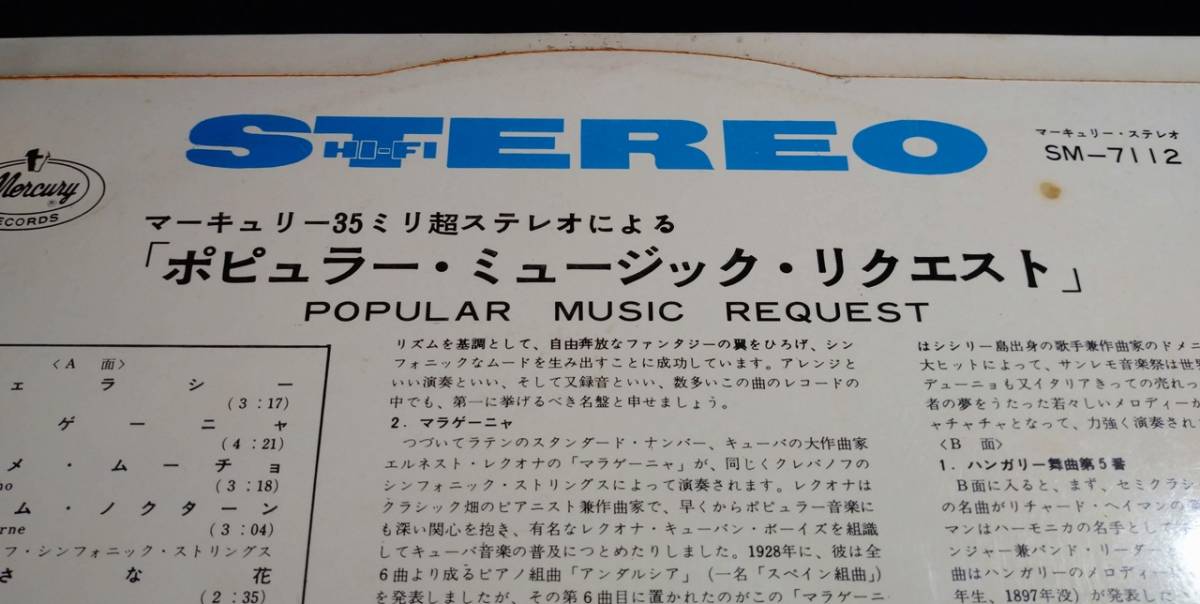 STEREO
HI-FI
マーキュリー・ステレオ
SM-7112
Mercury
RECORDS
マーキュリー35ミリ超ステレオによる
「ポピュラー・ミュージック・リクエスト」
POPULAR MUSIC REQUEST
〈A 面〉
ェラシー
(3:17)
ゲーニャ
(4:21)
メ・ムーチョ
(3:18)
ム・ノクターン
(3:04)
フ・シンフォニック・ストリングス
さな花
(2:35)
リズムを基調として、自由奔放なファンタジーの翼をひろげ、シン
フォニックなムードを生み出すことに成功しています。アレンジと
いい演奏といい、そして又録音といい、数多いこの曲のレコードの
中でも、第一に挙げるべき名盤と申せましょう。
2. マラゲーニャ
つづいてラテンのスタンダード・ナンバー、キューバの大作曲家
エルネスト・レクオナの「マラゲーニャ」が、同じくクレバノフの
シンフォニック・ストリングスによって演奏されます。レクオナは
クラシック畑のピアニスト兼作曲家で、早くからポピュラー音楽に
も深い関心を抱き、有名なレクオナ・キューバン・ボーイズを組織
してキューバ音楽の普及につとめたりしました。1928年に、彼は全
6曲より成るピアノ組曲「アンダルシア」(一名「スペイン組曲」)
を発表しましたが、その第6曲目に置かれたのがこの「マラゲーニ
はシシリー島出身の歌手兼作曲家のドメニ
大ヒットによって、サンレモ音楽祭は世界
デューニョも又イタリアきっての売れっ
者の夢をうたった若々しいメロディーが
ャチャチャとなって、力強く演奏され
〈B 面〉
1. ハンガリー舞曲第5番
B面に入ると、まず、セミクラシ
の名曲がリチャード・ヘイマンの
マンはハーモニカの名手として
ンジャー兼バンド・リーダー
曲はハンガリーのメロディー
年生、1897年没)が発表した